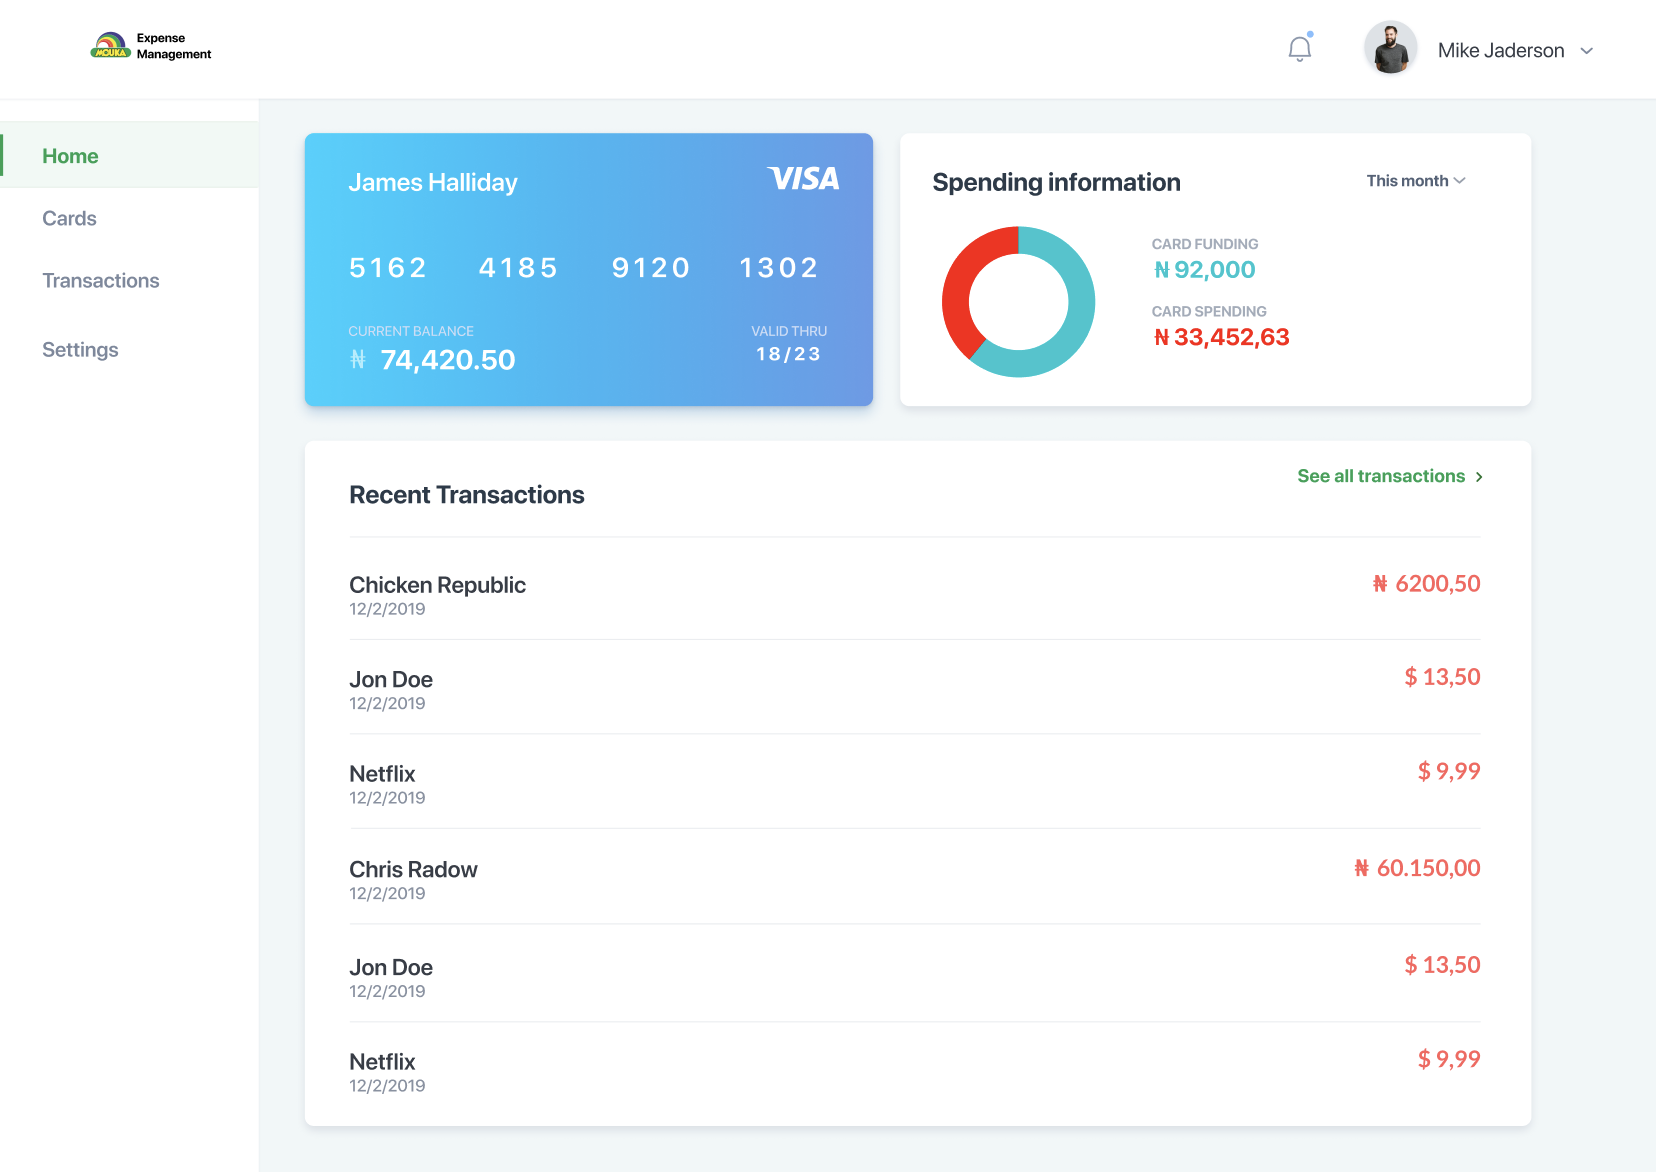 MOUKA
Expense
Management
Mike Jaderson
Home
Cards
Transactions
Settings
James Halliday
VISA
5162 4185 9120 1302
CURRENT BALANCE
₦ 74,420.50
VALID THRU
18/23
Spending information
This month
CARD FUNDING
₦ 92,000
CARD SPENDING
₦ 33,452,63
Recent Transactions
See all transactions
Chicken Republic
₦ 6200,50
12/2/2019
Jon Doe
$ 13,50
12/2/2019
Netflix
$ 9,99
12/2/2019
Chris Radow
₦ 60.150,00
12/2/2019
Jon Doe
$ 13,50
12/2/2019
Netflix
$ 9,99
12/2/2019